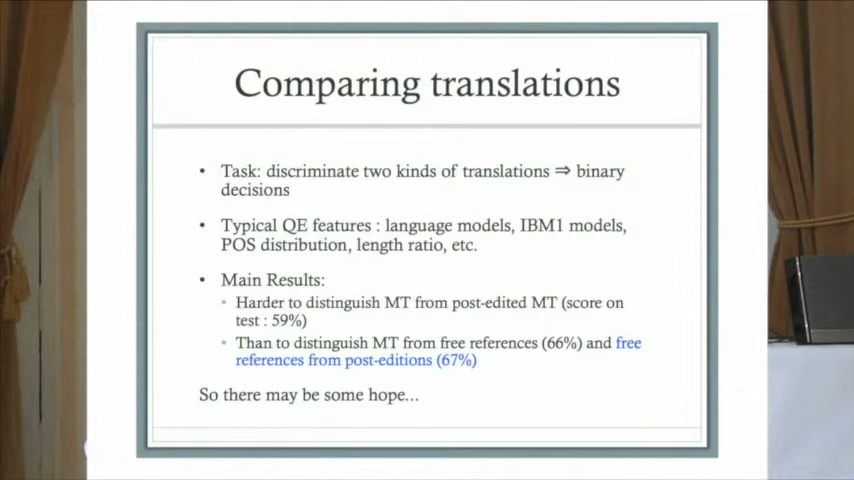 Comparing translations
• Task: discriminate two kinds of translations ⇒ binary
decisions
• Typical QE features : language models, IBM1 models,
POS distribution, length ratio, etc.
• Main Results:
• Harder to distinguish MT from post-edited MT (score on
test : 59%)
• Than to distinguish MT from free references (66%) and free
references from post-editions (67%)
So there may be some hope...